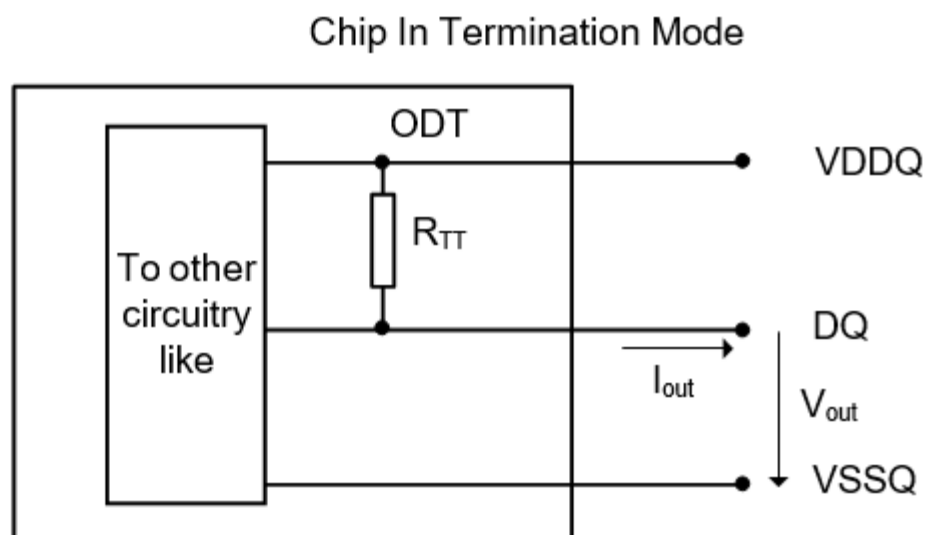 Chip In Termination Mode
ODT
VDDQ
RTT
To other
circuitry
like
DQ
Iout
Vout
VSSQ